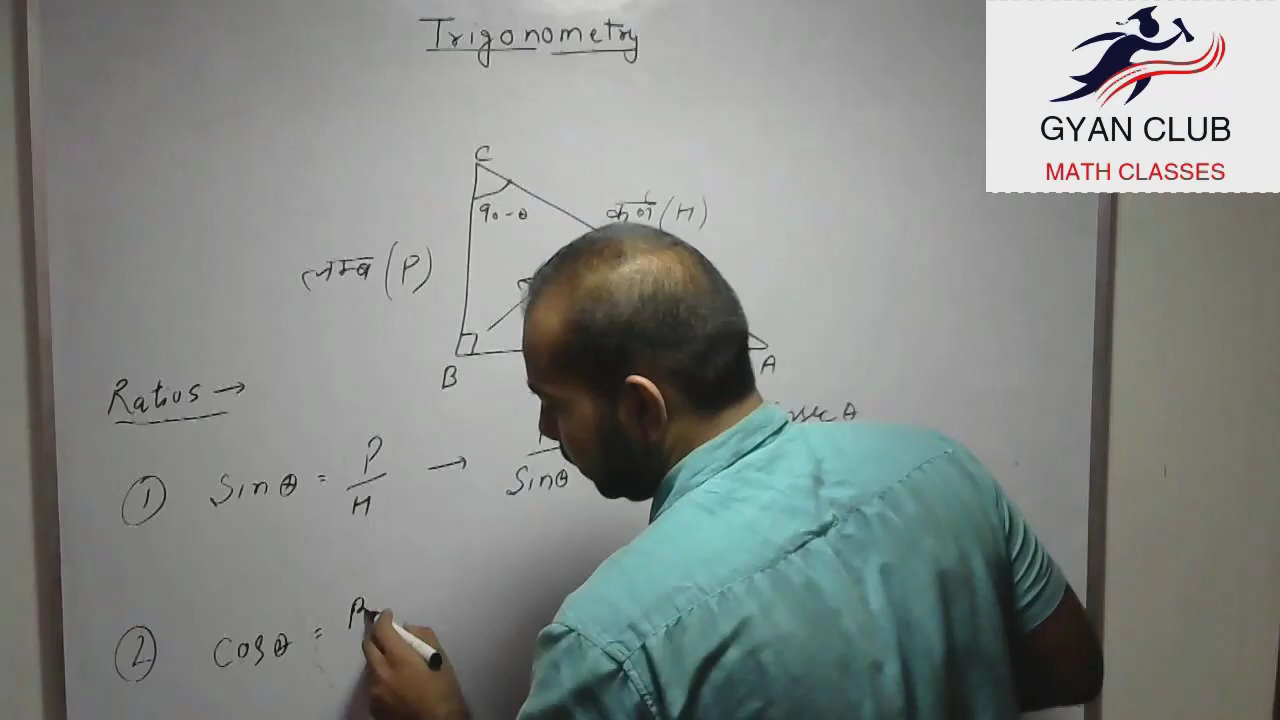 Trigonometry
GYAN CLUB
MATH CLASSES
C
90-θ
कर्ण (H)
लम्ब (P)
B
A
Ratios →
① Sinθ = P/H → /Sinθ
② Cosθ =